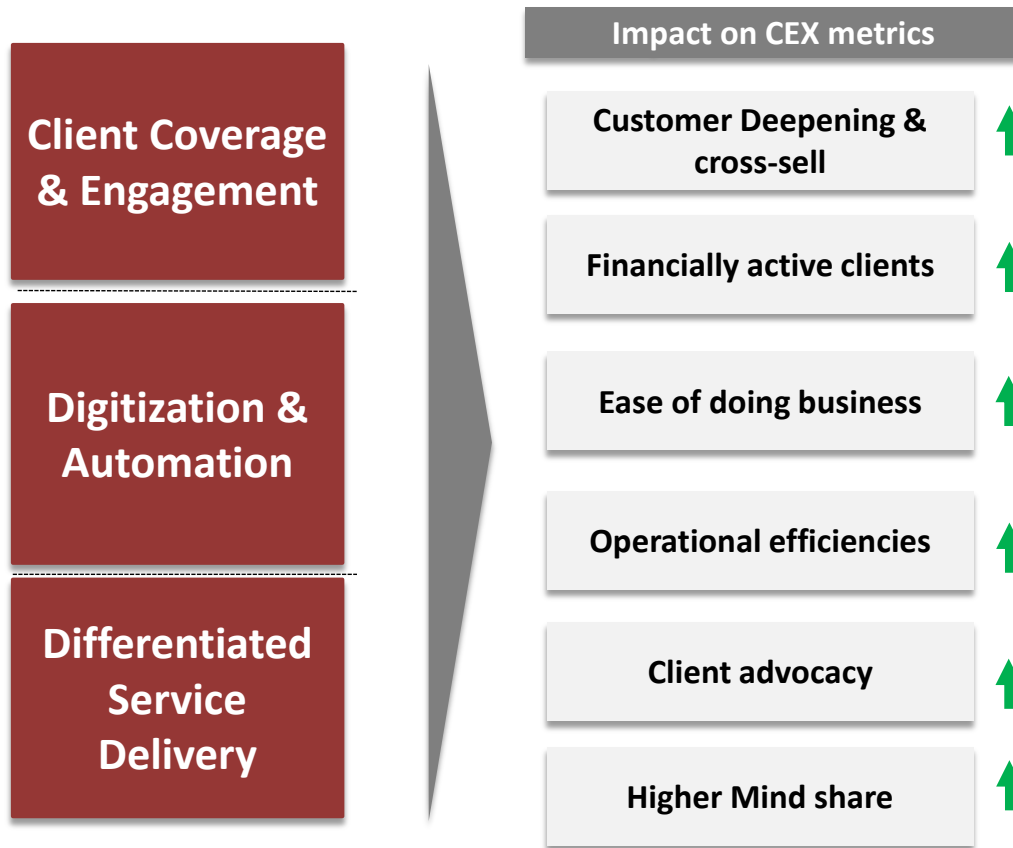 Client Coverage
& Engagement
Digitization &
Automation
Differentiated
Service
Delivery
Impact on CEX metrics
Customer Deepening &
cross-sell
Financially active clients
Ease of doing business
Operational efficiencies
Client advocacy
Higher Mind share